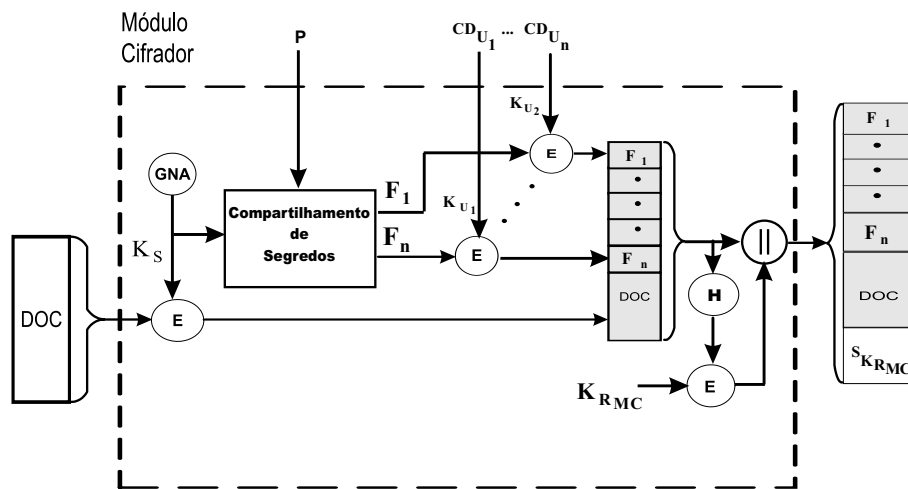 Módulo
Cifrador
P
CD U1 ... CD Un
K U2
GNA
F1
K U1
Compartilhamento
de
Segredos
Fn
K S
E
E
E
DOC
F 1
•
•
•
F n
DOC
||
H
K R MC
E
F 1
•
•
•
F n
DOC
S K R MC